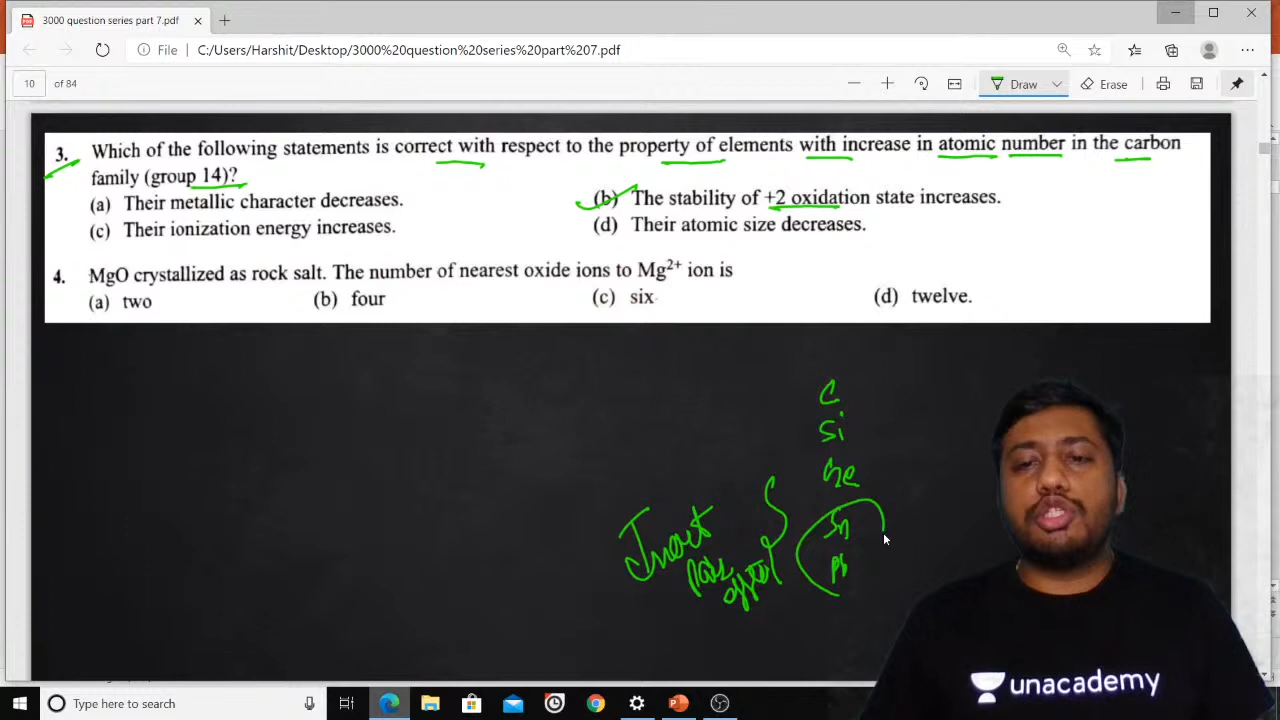 3000 question series part 7.pdf
File
C:/Users/Harshit/Desktop/3000%20question%20series%20part%207.pdf
10 of 84
Draw
Erase
3. Which of the following statements is correct with respect to the property of elements with increase in atomic number in the carbon
family (group 14)?
(a) Their metallic character decreases.
(b) The stability of +2 oxidation state increases.
(c) Their ionization energy increases.
(d) Their atomic size decreases.
4. MgO crystallized as rock salt. The number of nearest oxide ions to Mg²⁺ ion is
(a) two
(b) four
(c) six
(d) twelve.
C
Si
Ge
Sn
Pb
Inert
pair
effect
unacademy
Type here to search